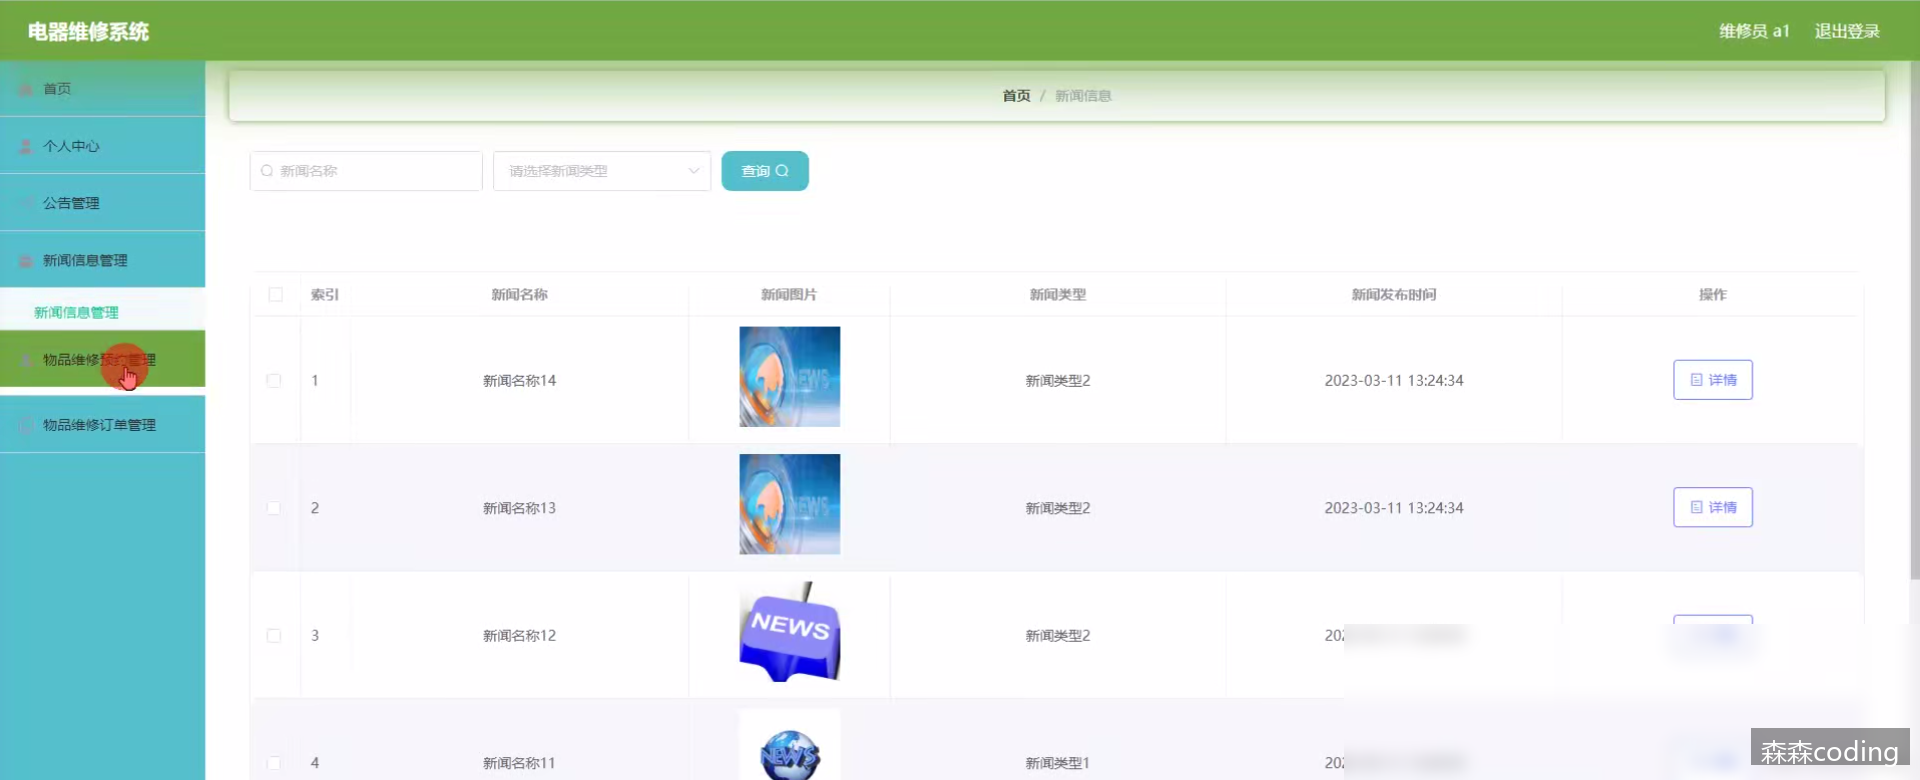 电器维修系统
维修员 a1
退出登录
首页
个人中心
公告管理
新闻信息管理
新闻信息管理
物品维修预约管理
物品维修订单管理
首页 / 新闻信息
新闻名称
请选择新闻类型
查询
索引 新闻名称 新闻图片 新闻类型 新闻发布时间 操作
1 新闻名称14 NEWS 新闻类型2 2023-03-11 13:24:34 详情
2 新闻名称13 NEWS 新闻类型2 2023-03-11 13:24:34 详情
3 新闻名称12 NEWS 新闻类型2
4 新闻名称11 NEWS 新闻类型1
森森coding